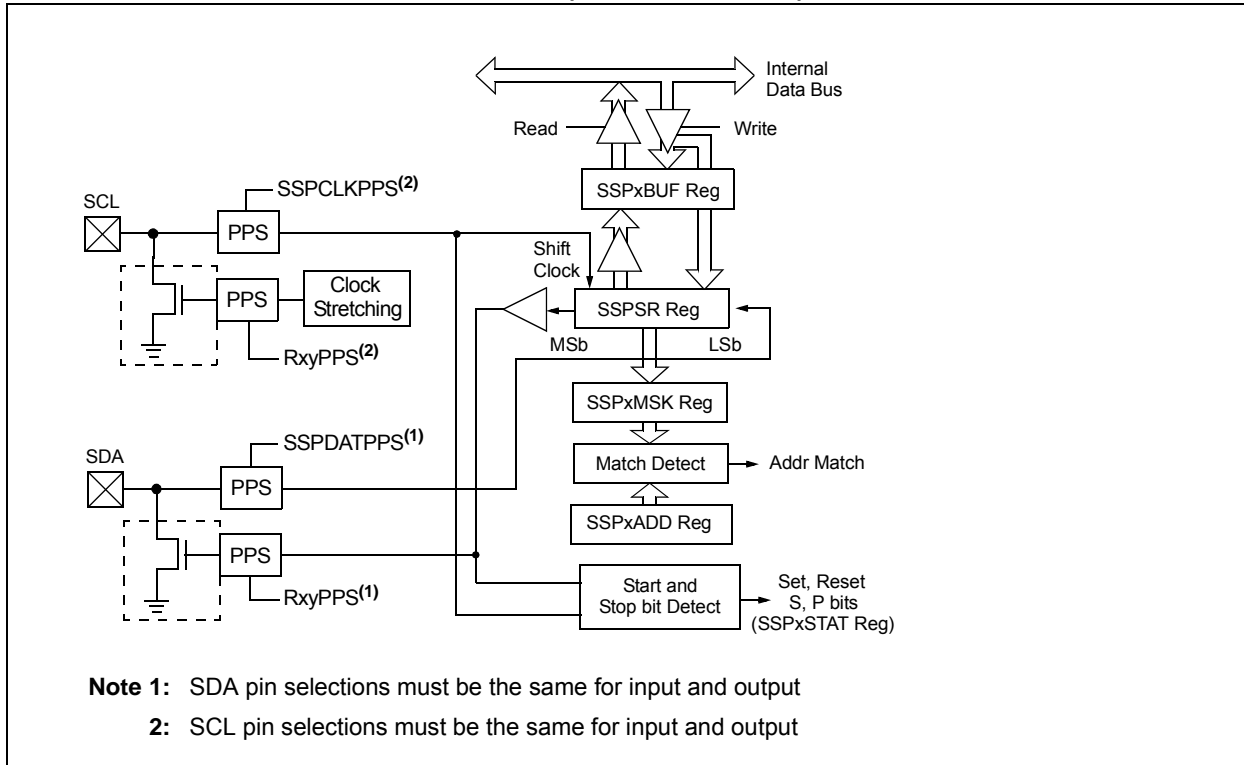 Internal
Data Bus
Read
Write
SSPxBUF Reg
SSPCLKPPS(2)
SCL
PPS
Shift
Clock
PPS
Clock
Stretching
SSPSR Reg
MSb
LSb
RxyPPS(2)
SSPxMSK Reg
SSPDATPPS(1)
SDA
PPS
Match Detect
Addr Match
SSPxADD Reg
PPS
RxyPPS(1)
Start and
Stop bit Detect
Set, Reset
S, P bits
(SSPxSTAT Reg)
Note 1: SDA pin selections must be the same for input and output
2: SCL pin selections must be the same for input and output